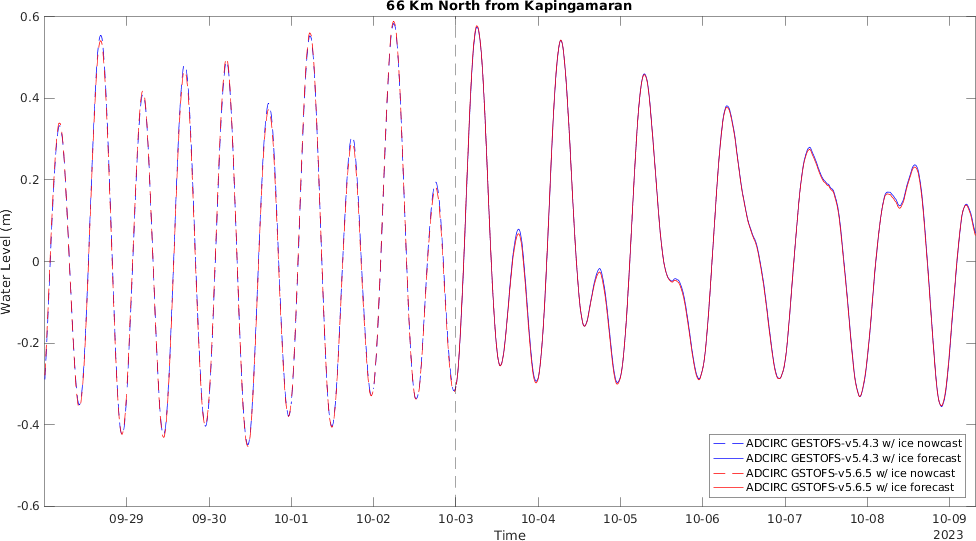 66 Km North from Kapingamaran
Water Level (m)
0.6
0.4
0.2
0
-0.2
-0.4
-0.6
ADCIRC GESTOFS-v5.4.3 w/ ice nowcast
ADCIRC GESTOFS-v5.4.3 w/ ice forecast
ADCIRC GSTOFS-v5.6.5 w/ ice nowcast
ADCIRC GSTOFS-v5.6.5 w/ ice forecast
09-29 09-30 10-01 10-02 10-03 10-04 10-05 10-06 10-07 10-08 10-09
Time
2023